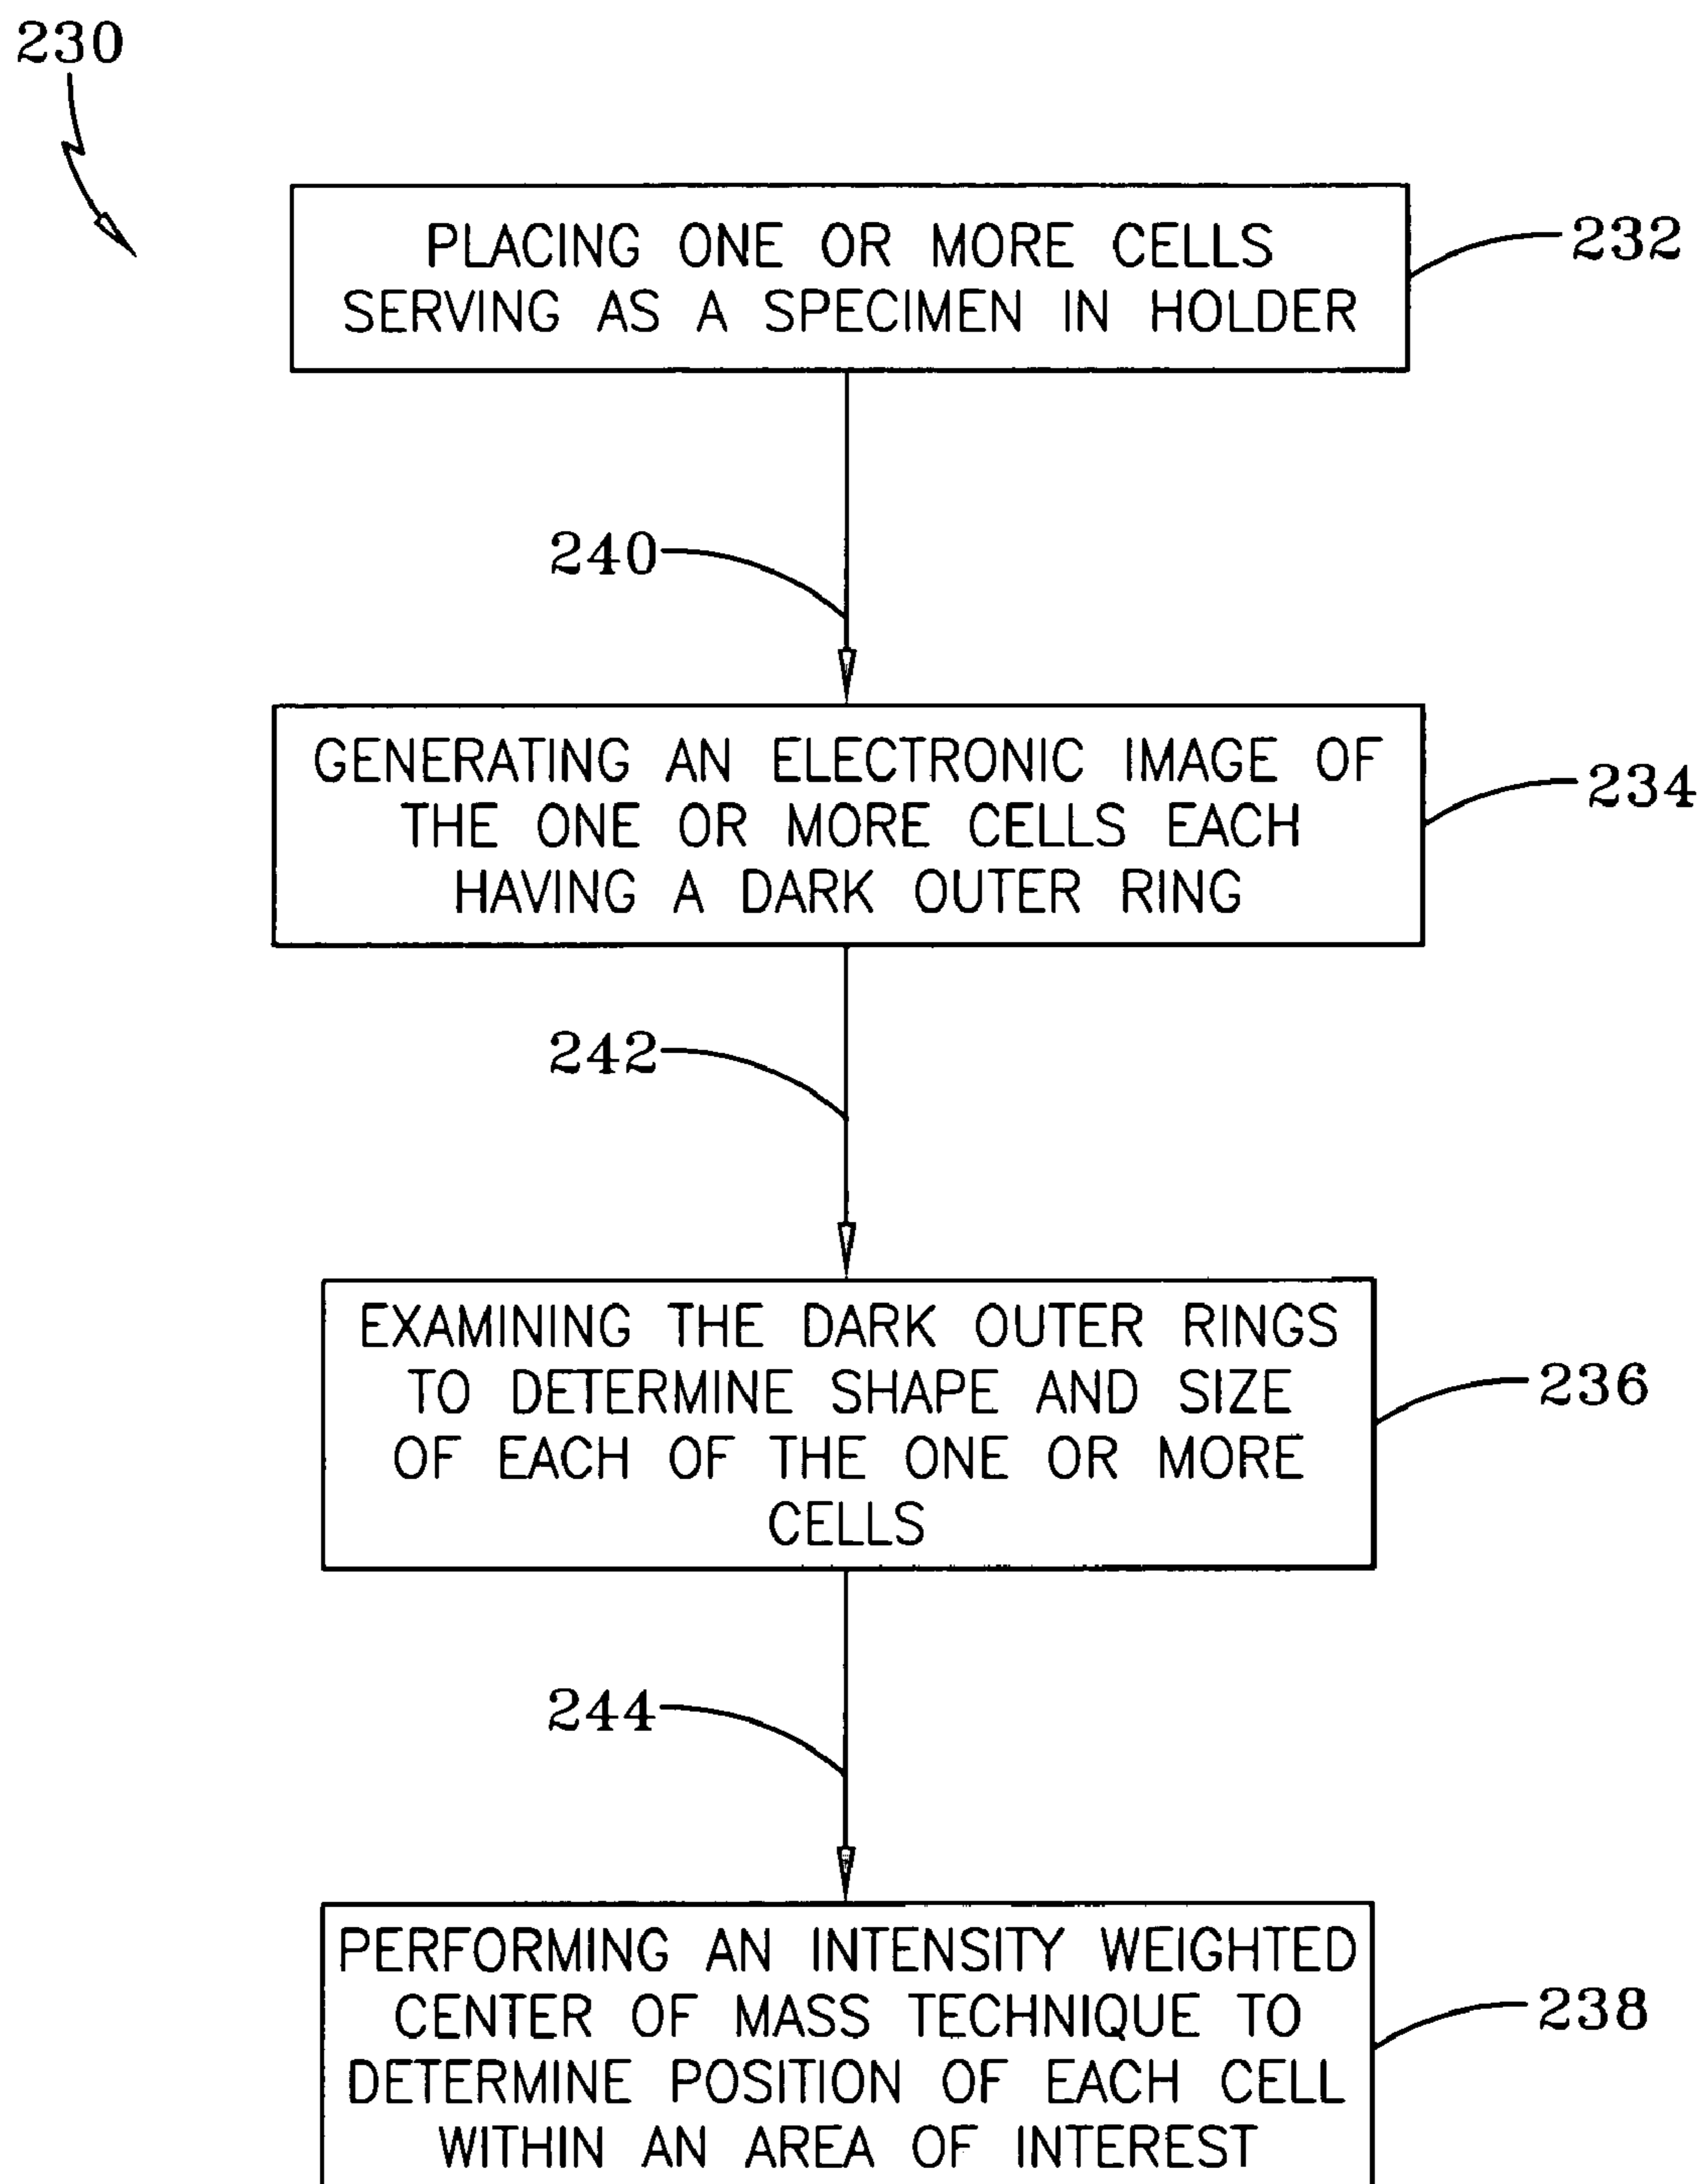 230
PLACING ONE OR MORE CELLS
SERVING AS A SPECIMEN IN HOLDER
232
240
GENERATING AN ELECTRONIC IMAGE OF
THE ONE OR MORE CELLS EACH
HAVING A DARK OUTER RING
234
242
EXAMINING THE DARK OUTER RINGS
TO DETERMINE SHAPE AND SIZE
OF EACH OF THE ONE OR MORE
CELLS
236
244
PERFORMING AN INTENSITY WEIGHTED
CENTER OF MASS TECHNIQUE TO
DETERMINE POSITION OF EACH CELL
WITHIN AN AREA OF INTEREST
238